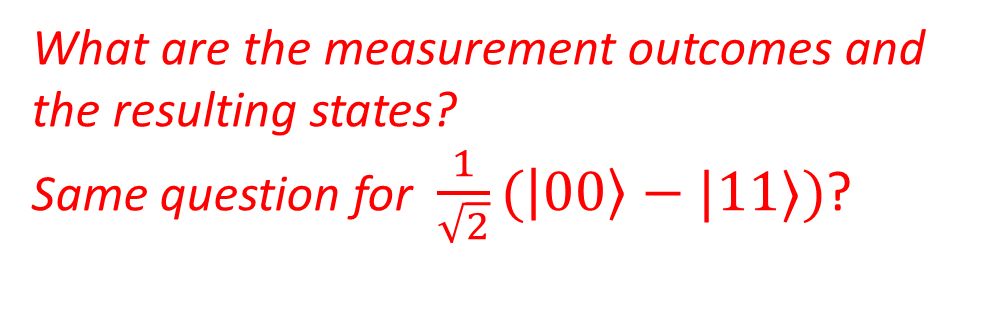 What are the measurement outcomes and
the resulting states?
Same question for 1/√2 (|00⟩ − |11⟩)?